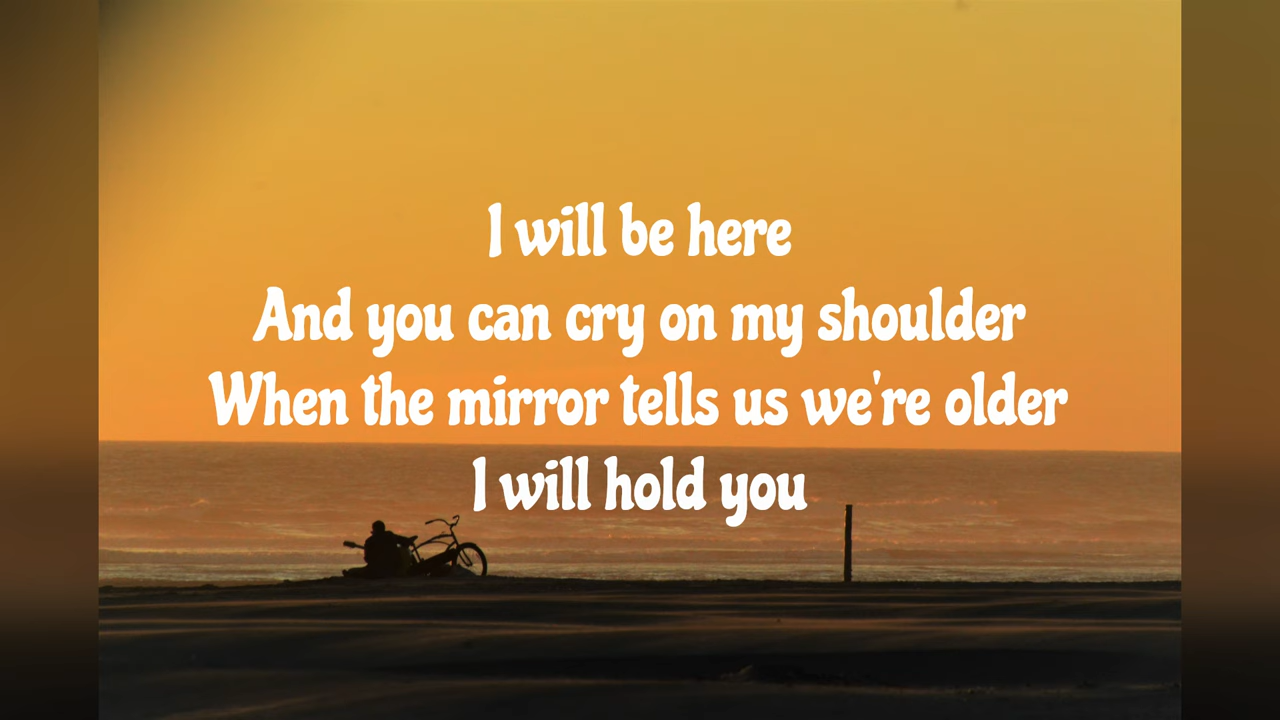 I will be here
And you can cry on my shoulder
When the mirror tells us we're older
I will hold you